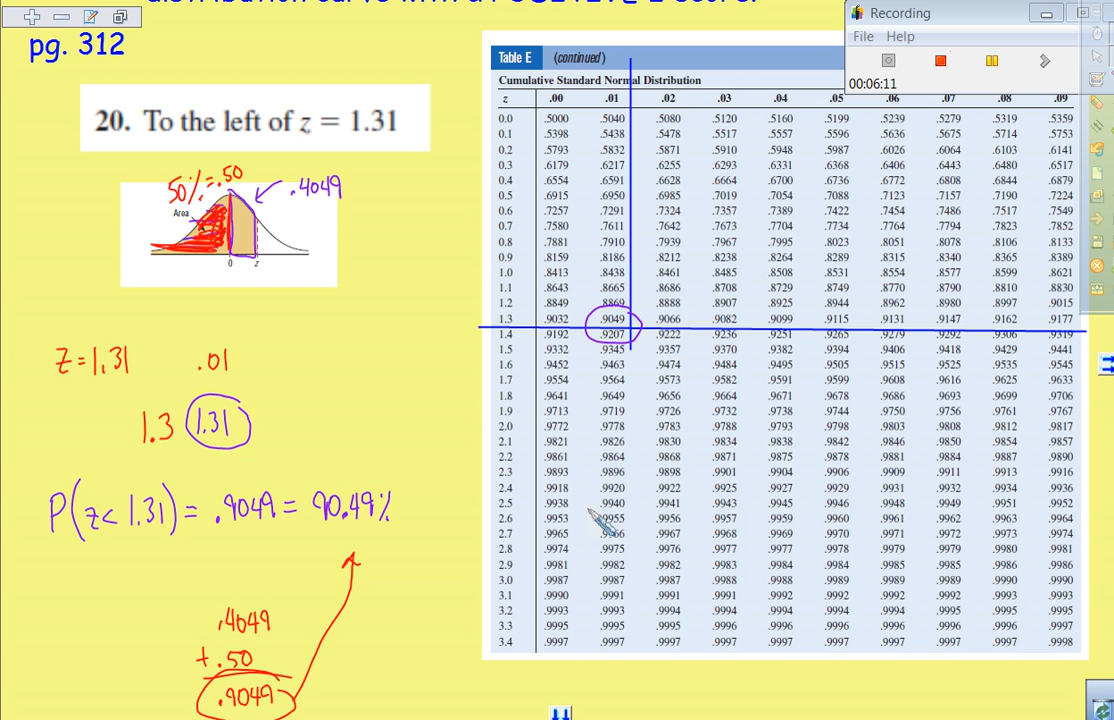 distribution curve with a POSITIVE z score.
pg. 312
20. To the left of z = 1.31
50% = .50
.4049
Area
0 z
z = 1.31 .01
1.3 1.31
P(z < 1.31) = .9049 = 90.49%
.4049
+ .50
.9049
Recording
File Help
00:06:11
Table E (continued)
Cumulative Standard Normal Distribution
z .00 .01 .02 .03 .04 .05 .06 .07 .08 .09
0.0 .5000 .5040 .5080 .5120 .5160 .5199 .5239 .5279 .5319 .5359
0.1 .5398 .5438 .5478 .5517 .5557 .5596 .5636 .5675 .5714 .5753
0.2 .5793 .5832 .5871 .5910 .5948 .5987 .6026 .6064 .6103 .6141
0.3 .6179 .6217 .6255 .6293 .6331 .6368 .6406 .6443 .6480 .6517
0.4 .6554 .6591 .6628 .6664 .6700 .6736 .6772 .6808 .6844 .6879
0.5 .6915 .6950 .6985 .7019 .7054 .7088 .7123 .7157 .7190 .7224
0.6 .7257 .7291 .7324 .7357 .7389 .7422 .7454 .7486 .7517 .7549
0.7 .7580 .7611 .7642 .7673 .7704 .7734 .7764 .7794 .7823 .7852
0.8 .7881 .7910 .7939 .7967 .7995 .8023 .8051 .8078 .8106 .8133
0.9 .8159 .8186 .8212 .8238 .8264 .8289 .8315 .8340 .8365 .8389
1.0 .8413 .8438 .8461 .8485 .8508 .8531 .8554 .8577 .8599 .8621
1.1 .8643 .8665 .8686 .8708 .8729 .8749 .8770 .8790 .8810 .8830
1.2 .8849 .8869 .8888 .8907 .8925 .8944 .8962 .8980 .8997 .9015
1.3 .9032 .9049 .9066 .9082 .9099 .9115 .9131 .9147 .9162 .9177
1.4 .9192 .9207 .9222 .9236 .9251 .9265 .9279 .9292 .9306 .9319
1.5 .9332 .9345 .9357 .9370 .9382 .9394 .9406 .9418 .9429 .9441
1.6 .9452 .9463 .9474 .9484 .9495 .9505 .9515 .9525 .9535 .9545
1.7 .9554 .9564 .9573 .9582 .9591 .9599 .9608 .9616 .9625 .9633
1.8 .9641 .9649 .9656 .9664 .9671 .9678 .9686 .9693 .9699 .9706
1.9 .9713 .9719 .9726 .9732 .9738 .9744 .9750 .9756 .9761 .9767
2.0 .9772 .9778 .9783 .9788 .9793 .9798 .9803 .9808 .9812 .9817
2.1 .9821 .9826 .9830 .9834 .9838 .9842 .9846 .9850 .9854 .9857
2.2 .9861 .9864 .9868 .9871 .9875 .9878 .9881 .9884 .9887 .9890
2.3 .9893 .9896 .9898 .9901 .9904 .9906 .9909 .9911 .9913 .9916
2.4 .9918 .9920 .9922 .9925 .9927 .9929 .9931 .9932 .9934 .9936
2.5 .9938 .9940 .9941 .9943 .9945 .9946 .9948 .9949 .9951 .9952
2.6 .9953 .9955 .9956 .9957 .9959 .9960 .9961 .9962 .9963 .9964
2.7 .9965 .9966 .9967 .9968 .9969 .9970 .9971 .9972 .9973 .9974
2.8 .9974 .9975 .9976 .9977 .9977 .9978 .9979 .9979 .9980 .9981
2.9 .9981 .9982 .9982 .9983 .9984 .9984 .9985 .9985 .9986 .9986
3.0 .9987 .9987 .9987 .9988 .9988 .9989 .9989 .9989 .9990 .9990
3.1 .9990 .9991 .9991 .9991 .9992 .9992 .9992 .9992 .9993 .9993
3.2 .9993 .9993 .9994 .9994 .9994 .9994 .9994 .9995 .9995 .9995
3.3 .9995 .9995 .9995 .9996 .9996 .9996 .9996 .9996 .9996 .9997
3.4 .9997 .9997 .9997 .9997 .9997 .9997 .9997 .9997 .9997 .9998